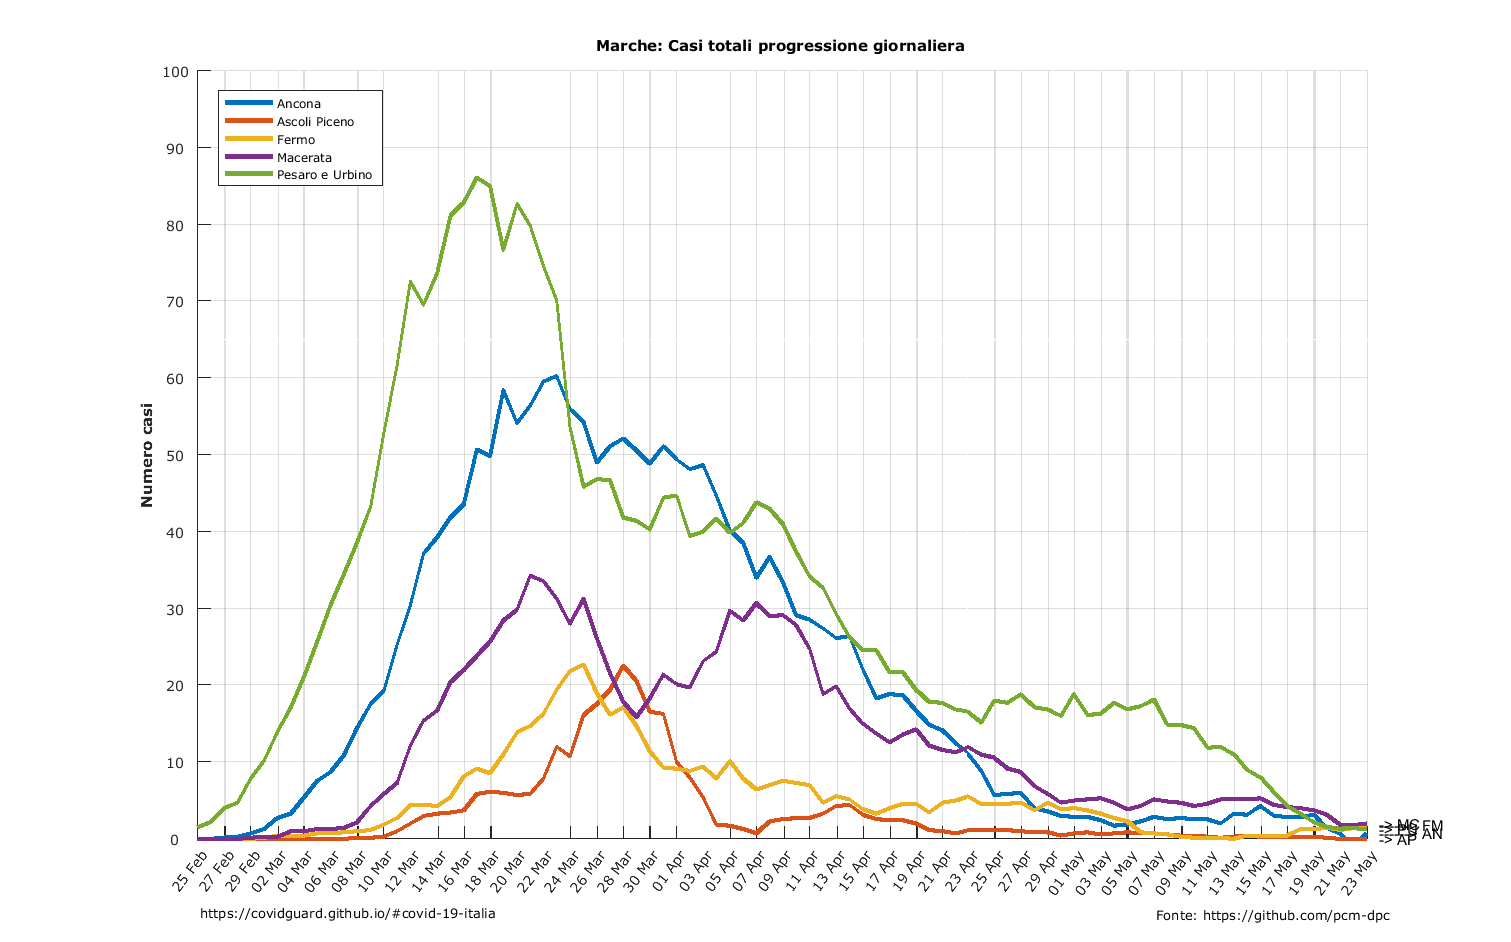 Marche: Casi totali progressione giornaliera
100
90
80
70
60
50
40
30
20
10
0
Numero casi
Ancona
Ascoli Piceno
Fermo
Macerata
Pesaro e Urbino
-> MC
-> AP
25 Feb
27 Feb
29 Feb
02 Mar
04 Mar
06 Mar
08 Mar
10 Mar
12 Mar
14 Mar
16 Mar
18 Mar
20 Mar
22 Mar
24 Mar
26 Mar
28 Mar
30 Mar
01 Apr
03 Apr
05 Apr
07 Apr
09 Apr
11 Apr
13 Apr
15 Apr
17 Apr
19 Apr
21 Apr
23 Apr
25 Apr
27 Apr
29 Apr
01 May
03 May
05 May
07 May
09 May
11 May
13 May
15 May
17 May
19 May
21 May
23 May
https://covidguard.github.io/#covid-19-italia
Fonte: https://github.com/pcm-dpc